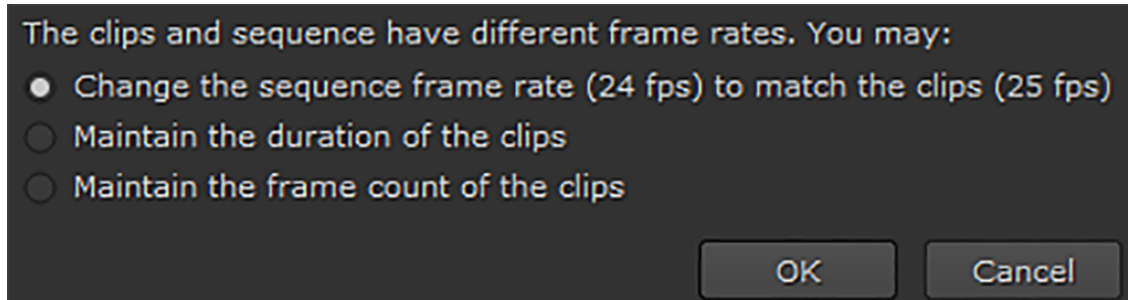 The clips and sequence have different frame rates. You may:
Change the sequence frame rate (24 fps) to match the clips (25 fps)
Maintain the duration of the clips
Maintain the frame count of the clips
OK Cancel